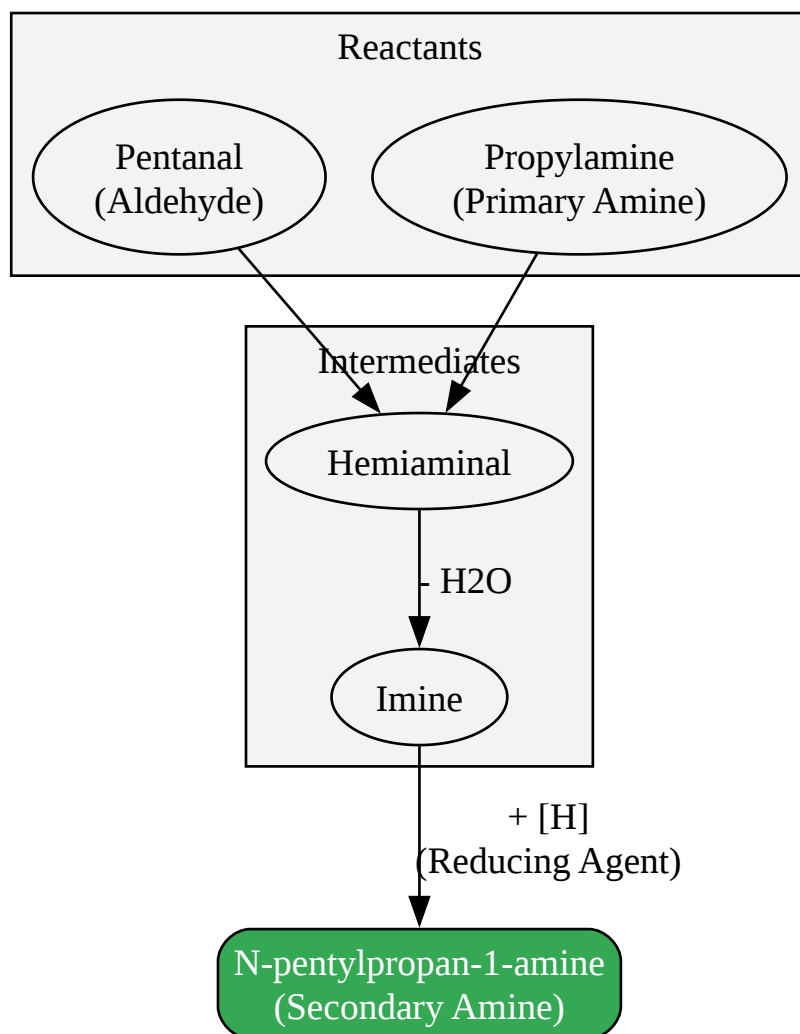 Reactants
Pentanal
(Aldehyde)
Propylamine
(Primary Amine)
Intermediates
Hemiaminal
- H2O
Imine
+ [H]
(Reducing Agent)
N-pentylpropan-1-amine
(Secondary Amine)